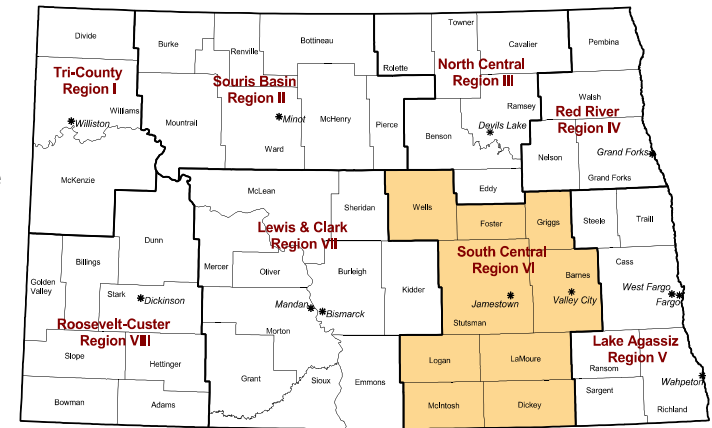 Divide
Burke
Renville
Bottineau
Rolette
Towner
Cavalier
Pembina
Tri-County
Region I
Williams
*Williston
McKenzie
Souris Basin
Region II
Mountrail
*Minot
Ward
McHenry
Pierce
North Central
Region III
Ramsey
Devils Lake
*
Benson
Eddy
Walsh
Red River
Region IV
Nelson
Grand Forks
*
Grand Forks
McLean
Sheridan
Lewis & Clark
Region VII
Mercer
Oliver
Burleigh
Kidder
Mandan*
*Bismarck
Morton
Grant
Sioux
Emmons
Wells
Foster
Griggs
South Central
Region VI
Barnes
*
Jamestown
*
Valley City
Stutsman
Logan
LaMoure
McIntosh
Dickey
Steele
Traill
Cass
West Fargo
*
*
Fargo
Lake Agassiz
Region V
Ransom
Sargent
Wahpeton
*
Richland
Dunn
Billings
Golden
Valley
Stark
*Dickinson
Roosevelt-Custer
Region VIII
Slope
Hettinger
Bowman
Adams